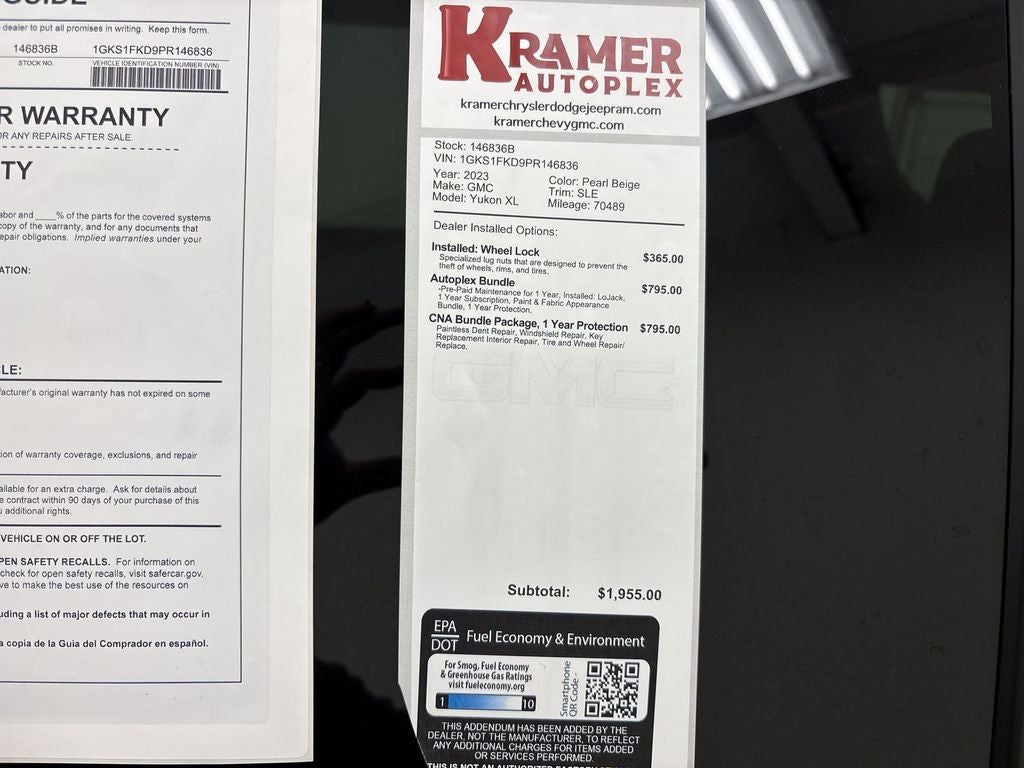 GUIDE
dealer to put all promises in writing. Keep this form.
146836B 1GKS1FKD9PR146836
STOCK NO. VEHICLE IDENTIFICATION NUMBER (VIN)
R WARRANTY
OR ANY REPAIRS AFTER SALE.
TY
abor and ____% of the parts for the covered systems
copy of the warranty, and for any documents that
epair obligations. Implied warranties under your
ATION:
LE:
facturer's original warranty has not expired on some
ion of warranty coverage, exclusions, and repair
ailable for an extra charge. Ask for details about
e contract within 90 days of your purchase of this
u additional rights.
VEHICLE ON OR OFF THE LOT.
PEN SAFETY RECALLS. For information on
check for open safety recalls, visit safercar.gov.
ve to make the best use of the resources on
uding a list of major defects that may occur in
a copia de la Guia del Comprador en español.
KRAMER
AUTOPLEX
kramerchryslerdodgejeepram.com
kramerchevygmc.com
Stock: 146836B
VIN: 1GKS1FKD9PR146836
Year: 2023 Color: Pearl Beige
Make: GMC Trim: SLE
Model: Yukon XL Mileage: 70489
Dealer Installed Options:
Installed: Wheel Lock $365.00
Specialized lug nuts that are designed to prevent the
theft of wheels, rims, and tires.
Autoplex Bundle $795.00
-Pre-Paid Maintenance for 1 Year, Installed: LoJack,
1 Year Subscription, Paint & Fabric Appearance
Bundle, 1 Year Protection.
CNA Bundle Package, 1 Year Protection $795.00
Paintless Dent Repair, Windshield Repair, Key
Replacement Interior Repair, Tire and Wheel Repair/
Replace.
GMC
Subtotal: $1,955.00
EPA
DOT Fuel Economy & Environment
For Smog, Fuel Economy
& Greenhouse Gas Ratings
visit fueleconomy.org
1 10
Smartphone
QR Code -
THIS ADDENDUM HAS BEEN ADDED BY THE
DEALER, NOT THE MANUFACTURER, TO REFLECT
ANY ADDITIONAL CHARGES FOR ITEMS ADDED
OR SERVICES PERFORMED.
THIS IS NOT AN AUTHORIZED